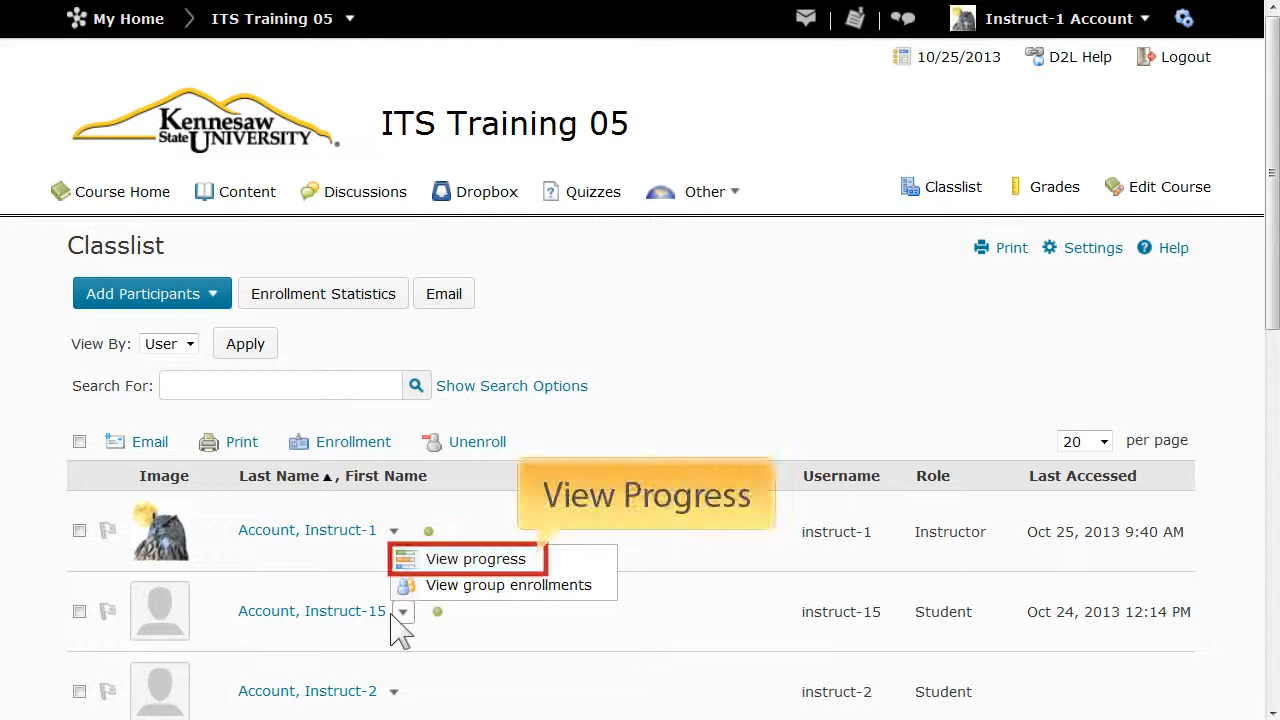 My Home
ITS Training 05
Instruct-1 Account
10/25/2013
D2L Help
Logout
Kennesaw
State UNIVERSITY
ITS Training 05
Course Home
Content
Discussions
Dropbox
Quizzes
Other
Classlist
Grades
Edit Course
Classlist
Print
Settings
Help
Add Participants
Enrollment Statistics
Email
View By: User
Apply
Search For:
Show Search Options
Email
Print
Enrollment
Unenroll
20 per page
Image
Last Name , First Name
Username
Role
Last Accessed
View Progress
Account, Instruct-1
instruct-1
Instructor
Oct 25, 2013 9:40 AM
View progress
View group enrollments
Account, Instruct-15
instruct-15
Student
Oct 24, 2013 12:14 PM
Account, Instruct-2
instruct-2
Student